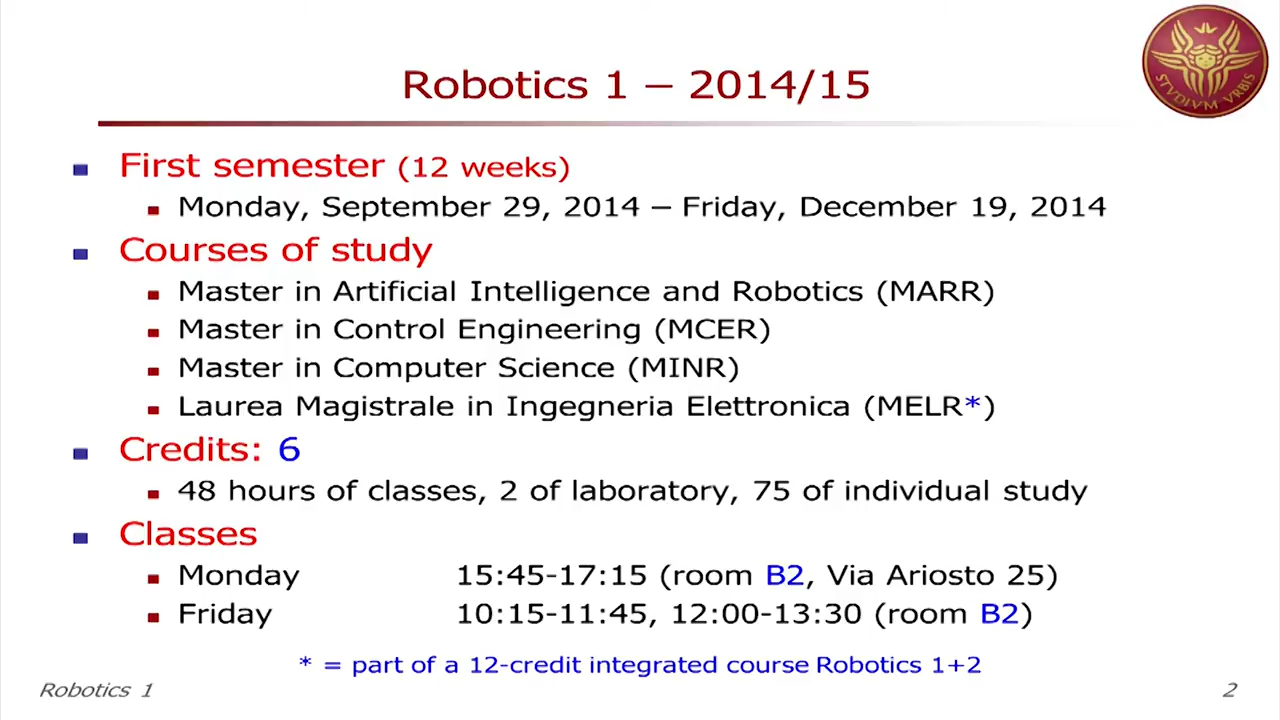 STVDIVM VRBIS
Robotics 1 – 2014/15
First semester (12 weeks)
Monday, September 29, 2014 – Friday, December 19, 2014
Courses of study
Master in Artificial Intelligence and Robotics (MARR)
Master in Control Engineering (MCER)
Master in Computer Science (MINR)
Laurea Magistrale in Ingegneria Elettronica (MELR*)
Credits: 6
48 hours of classes, 2 of laboratory, 75 of individual study
Classes
Monday 15:45-17:15 (room B2, Via Ariosto 25)
Friday 10:15-11:45, 12:00-13:30 (room B2)
* = part of a 12-credit integrated course Robotics 1+2
Robotics 1 2